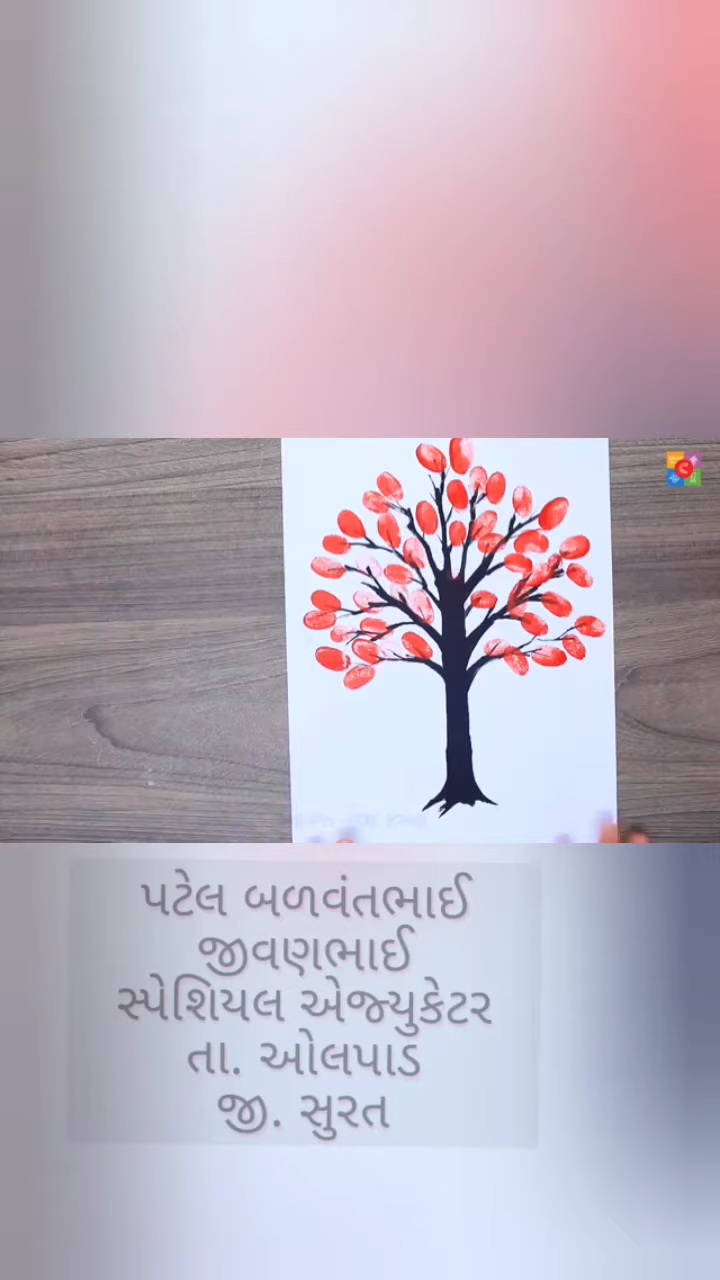 પટેલ બળવંતભાઈ
જીવણભાઈ
સ્પેશિયલ એજ્યુકેટર
તા. ઓલપાડ
જી. સુરત